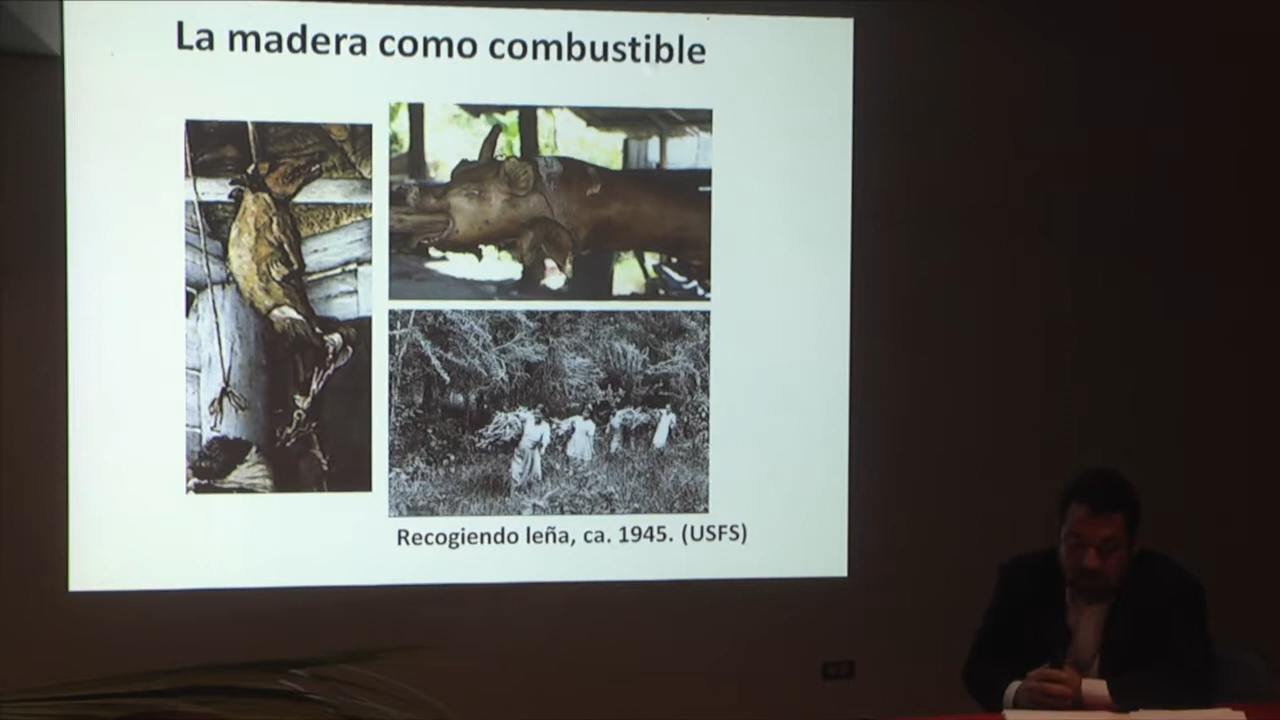 La madera como combustible
Recogiendo leña, ca. 1945. (USFS)